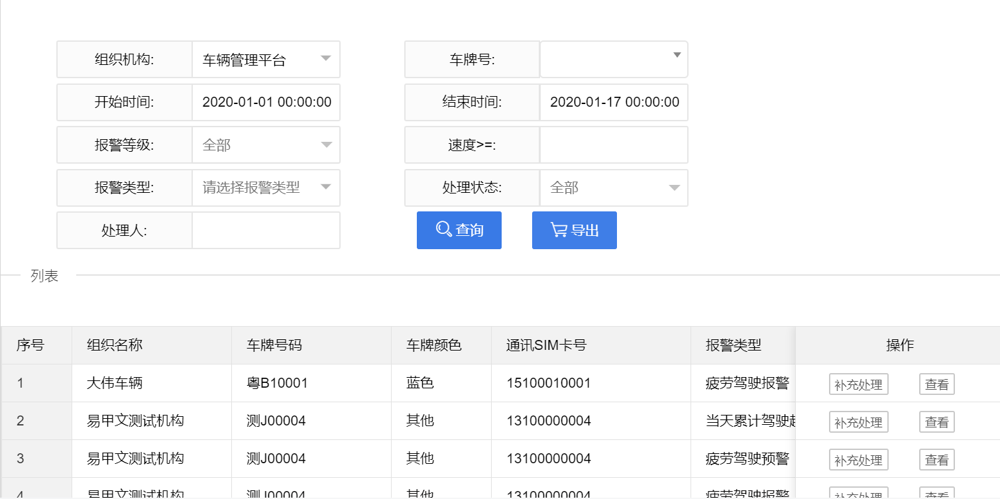 组织机构: 车辆管理平台 车牌号:
开始时间: 2020-01-01 00:00:00 结束时间: 2020-01-17 00:00:00
报警等级: 全部 速度>=:
报警类型: 请选择报警类型 处理状态: 全部
处理人: 查询 导出
列表
序号 组织名称 车牌号码 车牌颜色 通讯SIM卡号 报警类型 操作
1 大伟车辆 粤B10001 蓝色 15100010001 疲劳驾驶报警 补充处理 查看
2 易甲文测试机构 测J00004 其他 13100000004 当天累计驾驶 补充处理 查看
3 易甲文测试机构 测J00004 其他 13100000004 疲劳驾驶预警 补充处理 查看
4 易甲文测试机构 测J00004 其他 13100000004 疲劳驾驶报警 补充处理 查看